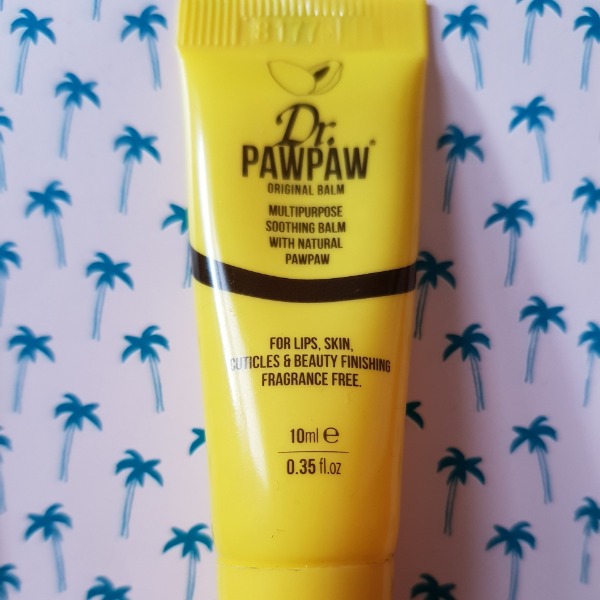 Dr.
PAWPAW®
ORIGINAL BALM
MULTIPURPOSE
SOOTHING BALM
WITH NATURAL
PAWPAW
FOR LIPS, SKIN,
CUTICLES & BEAUTY FINISHING
FRAGRANCE FREE.
10ml ℮
0.35 fl.oz